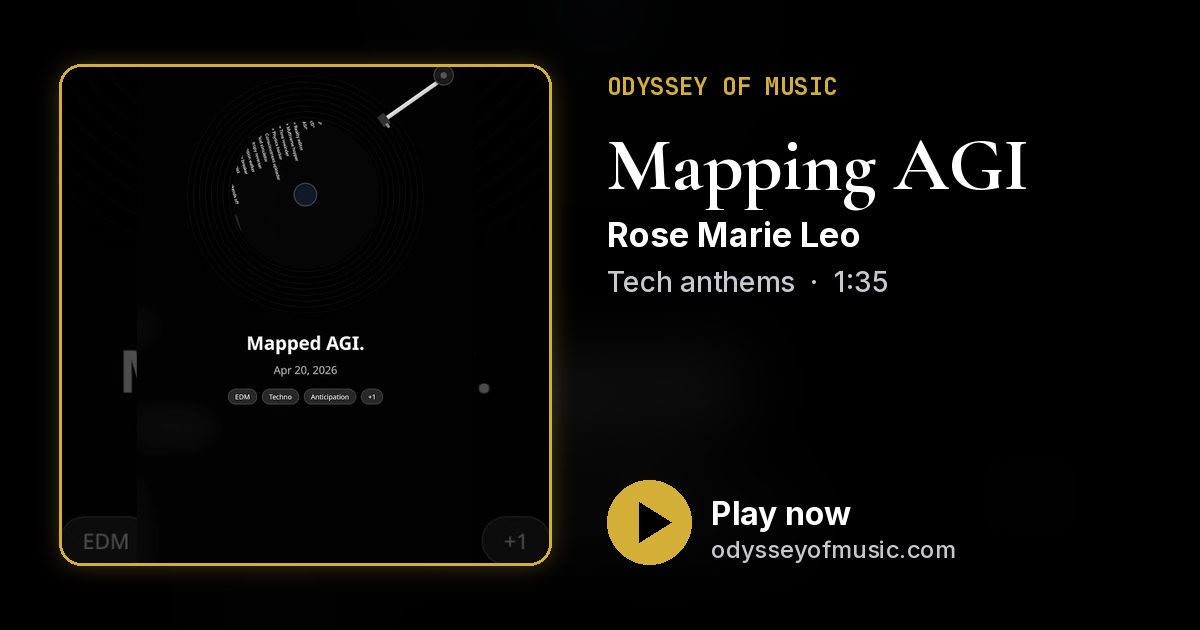 ODYSSEY OF MUSIC
Mapping AGI
Rose Marie Leo
Tech anthems · 1:35
Mapped AGI.
Apr 20, 2026
EDM Techno Anticipation +1
EDM +1
Play now
odysseyofmusic.com